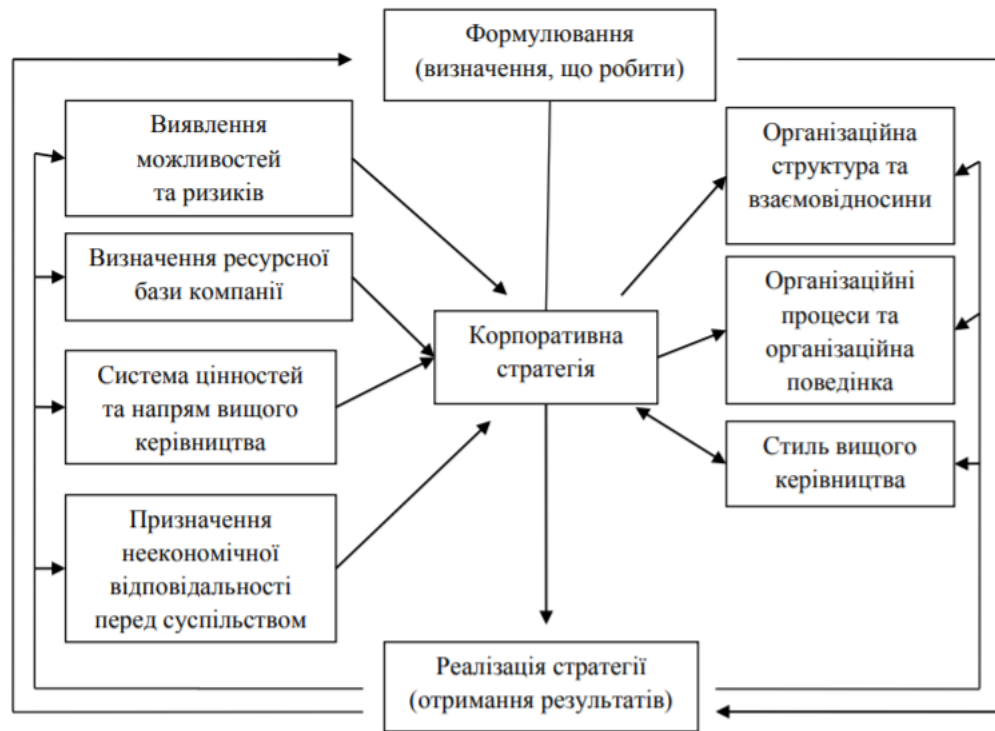 Формулювання
(визначення, що робити)
Виявлення
можливостей
та ризиків
Визначення ресурсної
бази компанії
Система цінностей
та напрям вищого
керівництва
Призначення
неекономічної
відповідальності
перед суспільством
Корпоративна
стратегія
Організаційна
структура та
взаємовідносини
Організаційні
процеси та
організаційна
поведінка
Стиль вищого
керівництва
Реалізація стратегії
(отримання результатів)